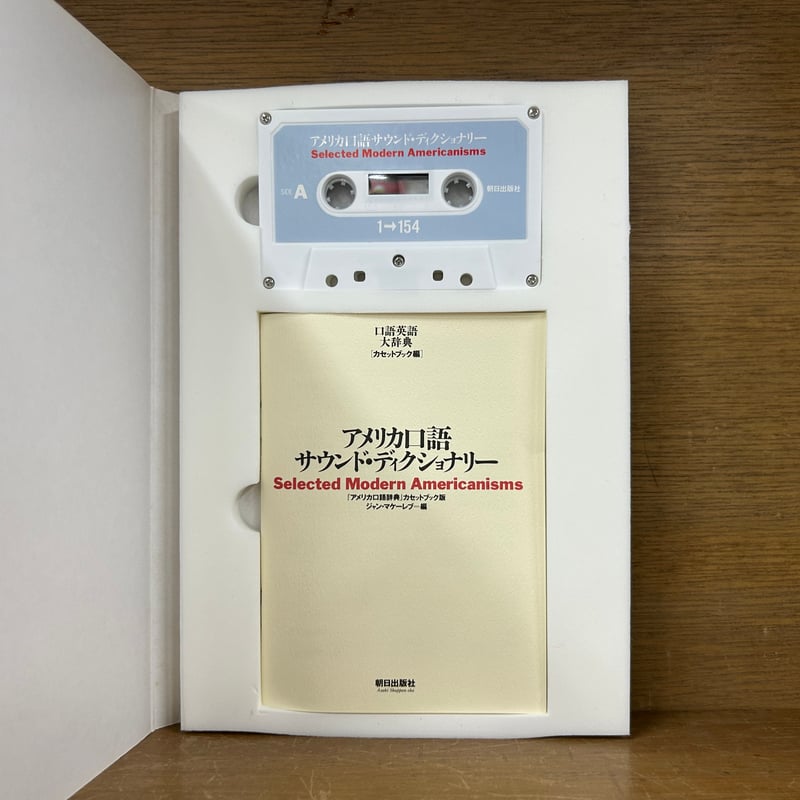 アメリカ口語サウンド・ディクショナリー
Selected Modern Americanisms
SIDE A
朝日出版社
1→154
口語英語
大辞典
[カセットブック編]
アメリカ口語
サウンド・ディクショナリー
Selected Modern Americanisms
『アメリカ口語辞典』カセットブック版
ジャン・マケーレブ＝編
朝日出版社
Asahi Shuppan-sha